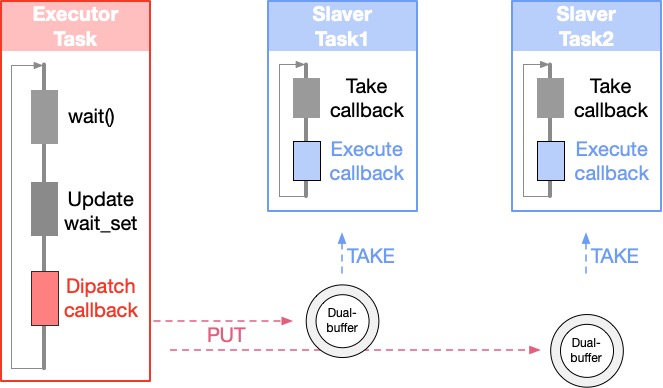 Executor
Task
wait()
Update
wait_set
Dipatch
callback
Slaver
Task1
Take
callback
Execute
callback
Slaver
Task2
Take
callback
Execute
callback
TAKE
TAKE
PUT
Dual-
buffer
Dual-
buffer